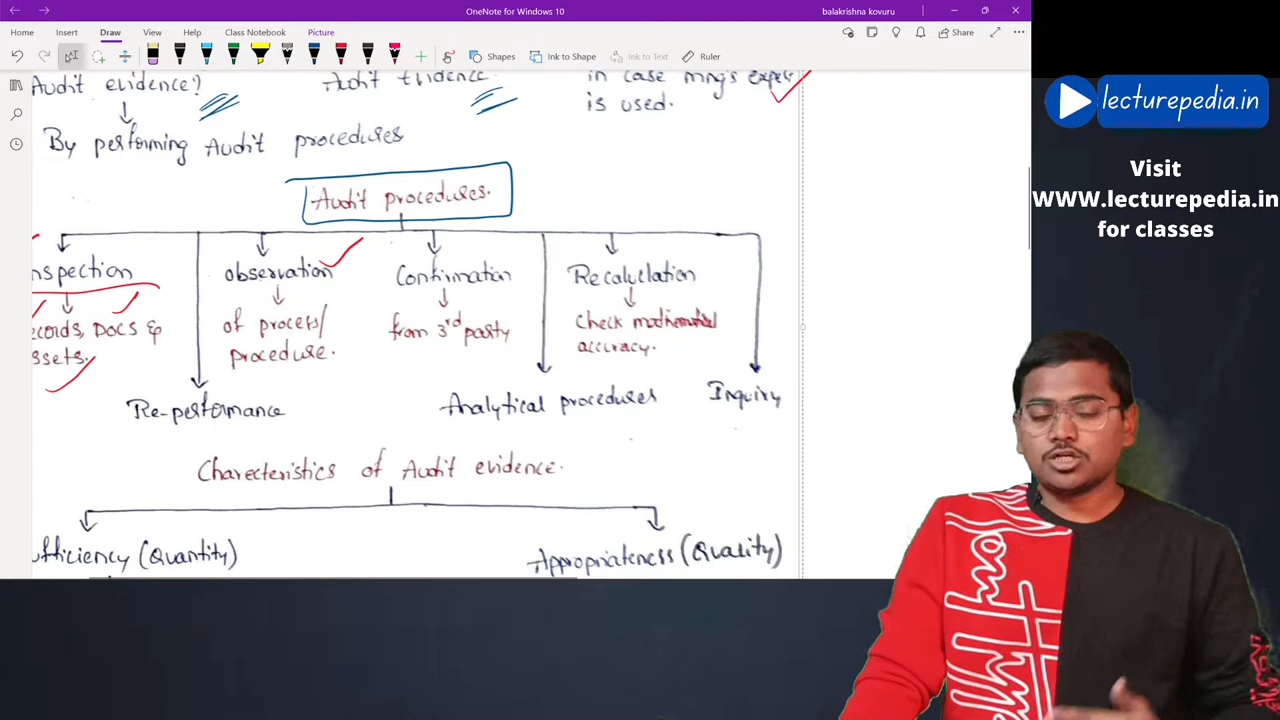 OneNote for Windows 10
balakrishna kovuru
Home Insert Draw View Help Class Notebook Picture
Share
Shapes Ink to Shape Ink to Text Ruler
Audit evidence?
Audit Evidence.
in case mng's expert
is used.
By performing Audit procedures
Audit procedures.
nspection
observation
Confirmation
Recalculation
ecords, Docs &
ssets.
of process/
procedure.
from 3rd party
Check mathematical
accuracy.
Re-performance
Analytical procedures
Inquiry
Charecteristics of Audit evidence.
ufficiency (Quantity)
Appropriateness (Quality)
lecturepedia.in
Visit
WWW.lecturepedia.in
for classes